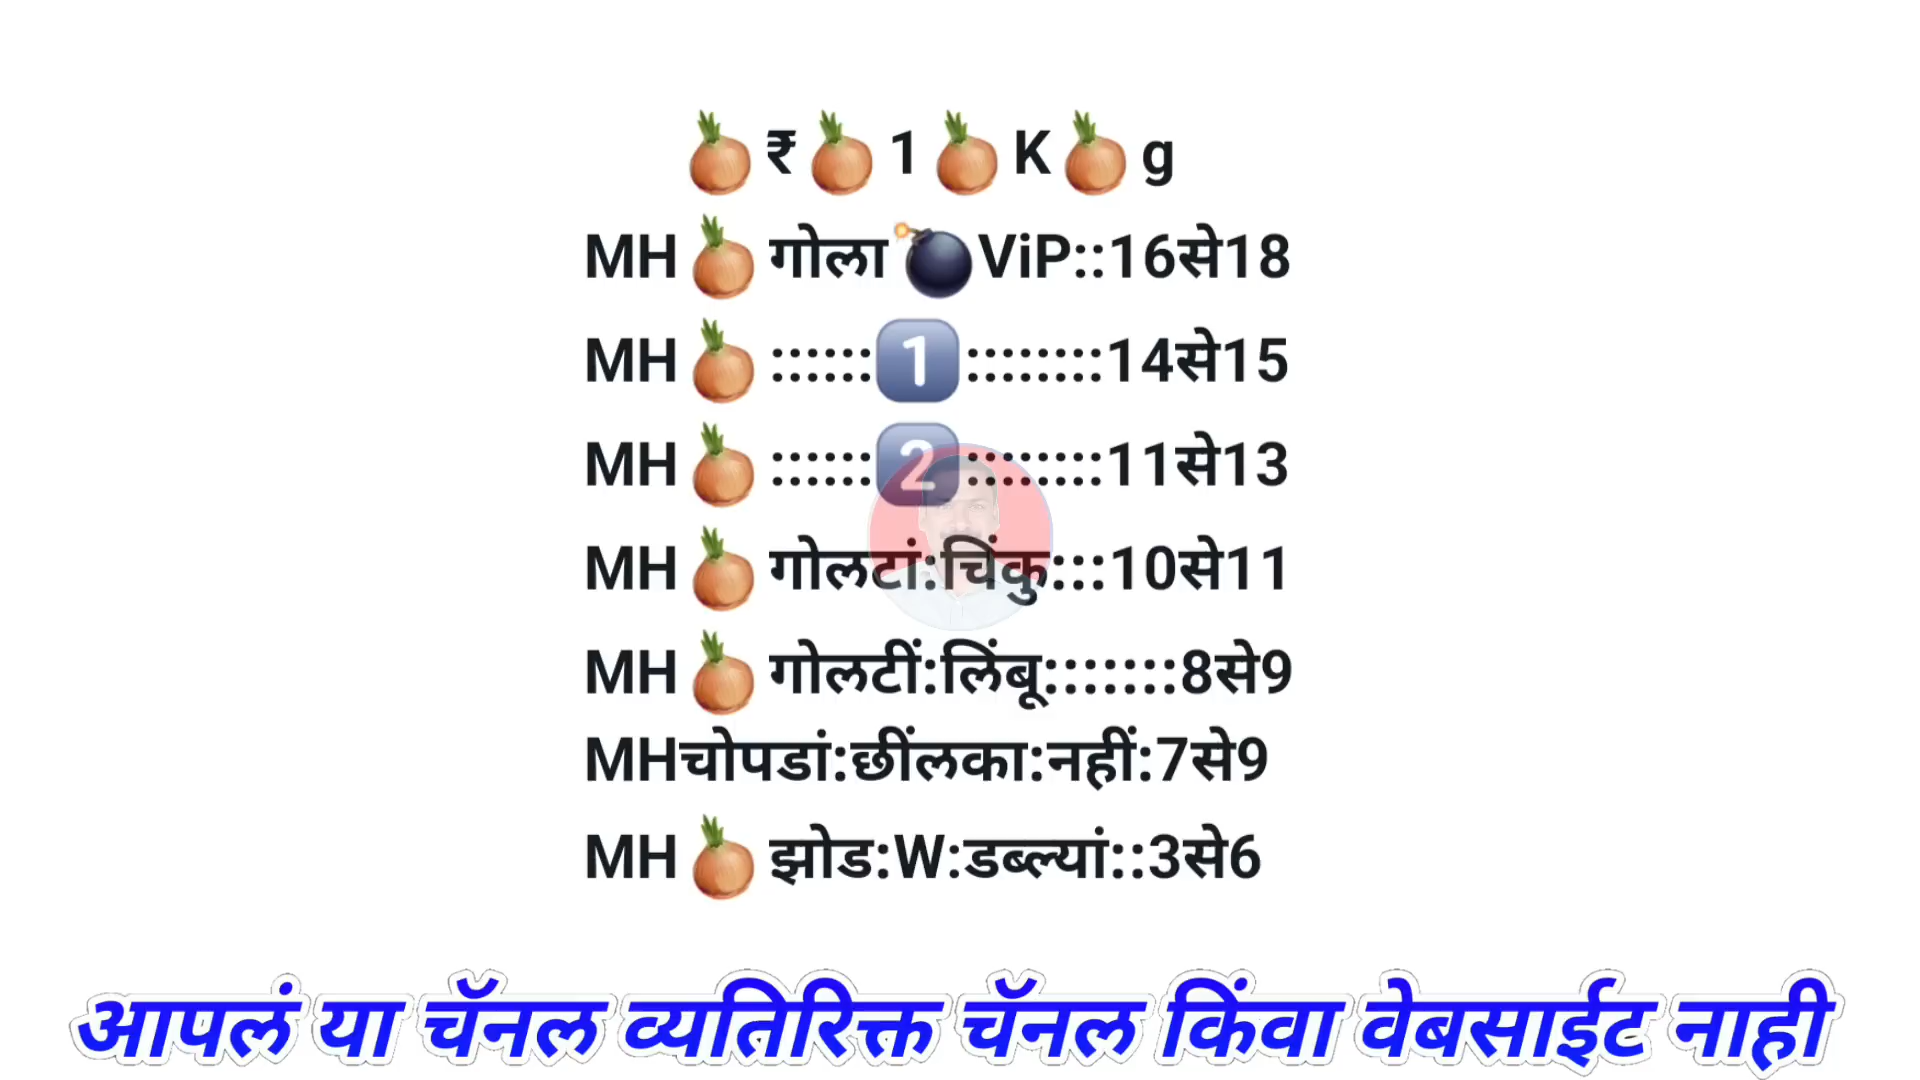 🧅₹🧅1🧅K🧅g
MH🧅गोला💣ViP::16से18
MH🧅::::::1️⃣::::::::14से15
MH🧅::::::2️⃣::::::::11से13
MH🧅गोलटां:चिंकु:::10से11
MH🧅गोलटीं:लिंबू:::::::8से9
MHचोपडां:छींलका:नहीं:7से9
MH🧅झोड:W:डब्ल्यां::3से6
आपलं या चॅनल व्यतिरिक्त चॅनल किंवा वेबसाईट नाही